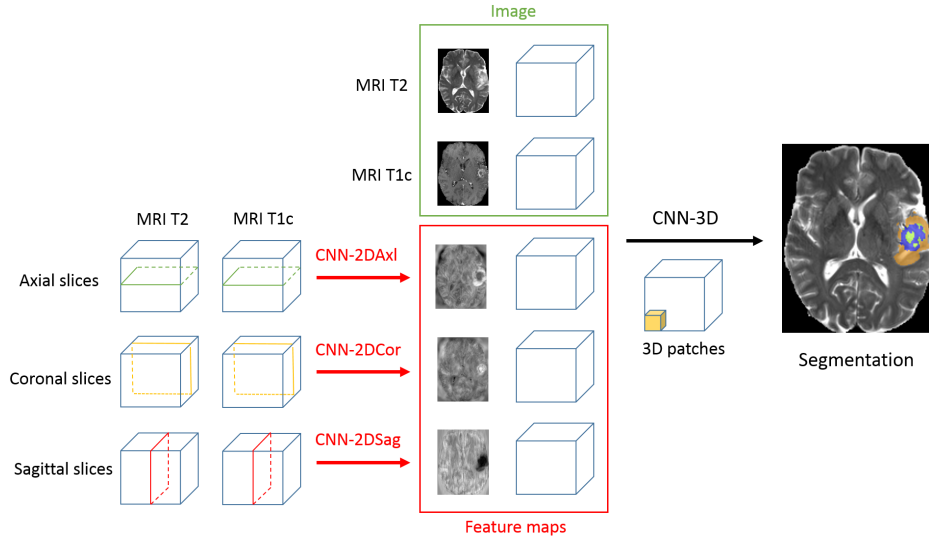 Image
MRI T2
MRI T1c
MRI T2
MRI T1c
Axial slices
CNN-2DAxl
Coronal slices
CNN-2DCor
Sagittal slices
CNN-2DSag
Feature maps
CNN-3D
3D patches
Segmentation